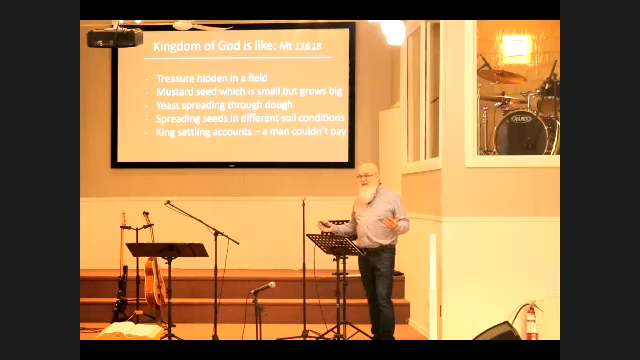 Kingdom of God is like: Mt 13&18
- Treasure hidden in a field
- Mustard seed which is small but grows big
- Yeast spreading through dough
- Spreading seeds in different soil conditions
- King settling accounts – a man couldn't pay
MAPEX